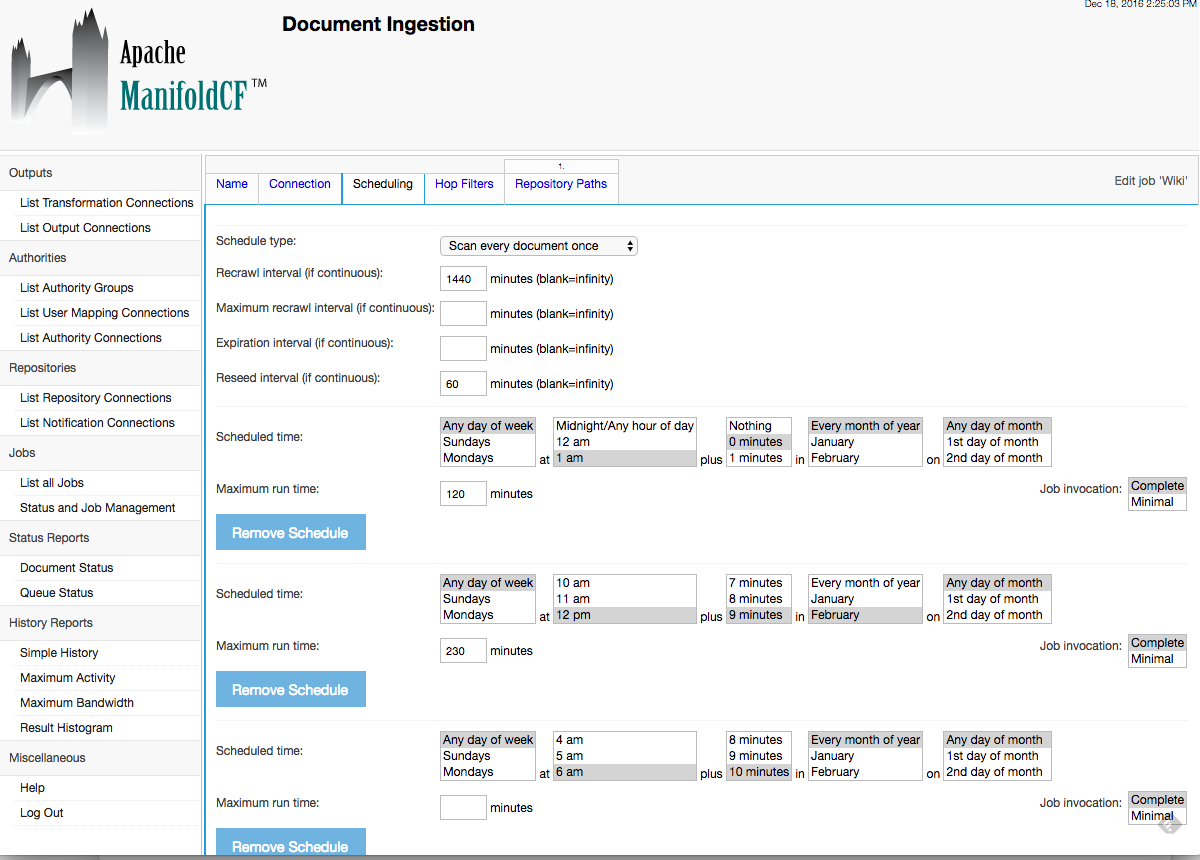 Dec 18, 2016 2:25:03 PM
Document Ingestion
Apache
ManifoldCF™
Outputs
List Transformation Connections
List Output Connections
Authorities
List Authority Groups
List User Mapping Connections
List Authority Connections
Repositories
List Repository Connections
List Notification Connections
Jobs
List all Jobs
Status and Job Management
Status Reports
Document Status
Queue Status
History Reports
Simple History
Maximum Activity
Maximum Bandwidth
Result Histogram
Miscellaneous
Help
Log Out
1.
Name Connection Scheduling Hop Filters Repository Paths
Edit job 'Wiki'
Schedule type: Scan every document once
Recrawl interval (if continuous): 1440 minutes (blank=infinity)
Maximum recrawl interval (if continuous): minutes (blank=infinity)
Expiration interval (if continuous): minutes (blank=infinity)
Reseed interval (if continuous): 60 minutes (blank=infinity)
Scheduled time:
Any day of week
Sundays
Mondays
at
Midnight/Any hour of day
12 am
1 am
plus
Nothing
0 minutes
1 minutes
in
Every month of year
January
February
on
Any day of month
1st day of month
2nd day of month
Maximum run time: 120 minutes
Job invocation:
Complete
Minimal
Remove Schedule
Scheduled time:
Any day of week
Sundays
Mondays
at
10 am
11 am
12 pm
plus
7 minutes
8 minutes
9 minutes
in
Every month of year
January
February
on
Any day of month
1st day of month
2nd day of month
Maximum run time: 230 minutes
Job invocation:
Complete
Minimal
Remove Schedule
Scheduled time:
Any day of week
Sundays
Mondays
at
4 am
5 am
6 am
plus
8 minutes
9 minutes
10 minutes
in
Every month of year
January
February
on
Any day of month
1st day of month
2nd day of month
Maximum run time: minutes
Job invocation:
Complete
Minimal
Remove Schedule